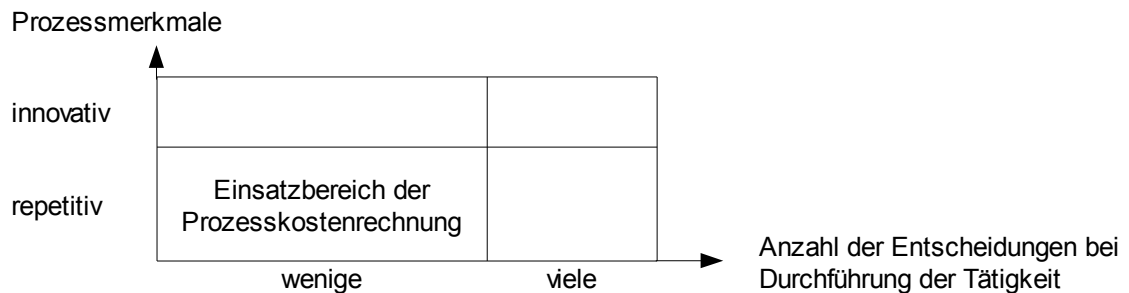 Prozessmerkmale
innovativ
repetitiv
Einsatzbereich der
Prozesskostenrechnung
wenige
viele
Anzahl der Entscheidungen bei
Durchführung der Tätigkeit